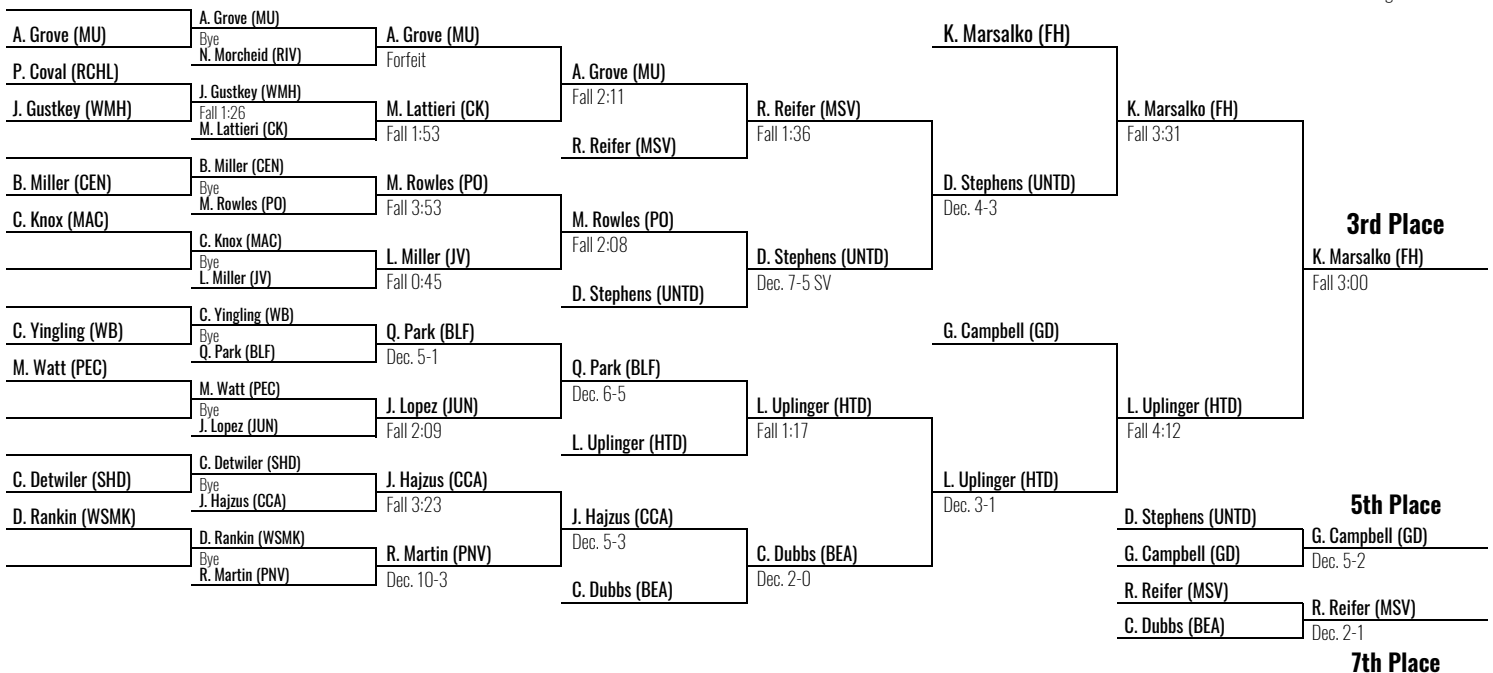 A. Grove (MU)
P. Coval (RCHL)
J. Gustkey (WMH)
B. Miller (CEN)
C. Knox (MAC)
C. Yingling (WB)
M. Watt (PEC)
C. Detwiler (SHD)
D. Rankin (WSMK)
A. Grove (MU)
Bye
N. Morcheid (RIV)
J. Gustkey (WMH)
Fall 1:26
M. Lattieri (CK)
B. Miller (CEN)
Bye
M. Rowles (PO)
C. Knox (MAC)
Bye
L. Miller (JV)
C. Yingling (WB)
Bye
Q. Park (BLF)
M. Watt (PEC)
Bye
J. Lopez (JUN)
C. Detwiler (SHD)
Bye
J. Hajzus (CCA)
D. Rankin (WSMK)
Bye
R. Martin (PNV)
A. Grove (MU)
Forfeit
M. Lattieri (CK)
Fall 1:53
M. Rowles (PO)
Fall 3:53
L. Miller (JV)
Fall 0:45
Q. Park (BLF)
Dec. 5-1
J. Lopez (JUN)
Fall 2:09
J. Hajzus (CCA)
Fall 3:23
R. Martin (PNV)
Dec. 10-3
A. Grove (MU)
Fall 2:11
R. Reifer (MSV)
M. Rowles (PO)
Fall 2:08
D. Stephens (UNTD)
Q. Park (BLF)
Dec. 6-5
L. Uplinger (HTD)
J. Hajzus (CCA)
Dec. 5-3
C. Dubbs (BEA)
R. Reifer (MSV)
Fall 1:36
D. Stephens (UNTD)
Dec. 7-5 SV
L. Uplinger (HTD)
Fall 1:17
C. Dubbs (BEA)
Dec. 2-0
K. Marsalko (FH)
D. Stephens (UNTD)
Dec. 4-3
G. Campbell (GD)
L. Uplinger (HTD)
Dec. 3-1
K. Marsalko (FH)
Fall 3:31
L. Uplinger (HTD)
Fall 4:12
3rd Place
K. Marsalko (FH)
Fall 3:00
5th Place
D. Stephens (UNTD)
G. Campbell (GD)
G. Campbell (GD)
Dec. 5-2
R. Reifer (MSV)
C. Dubbs (BEA)
R. Reifer (MSV)
Dec. 2-1
7th Place